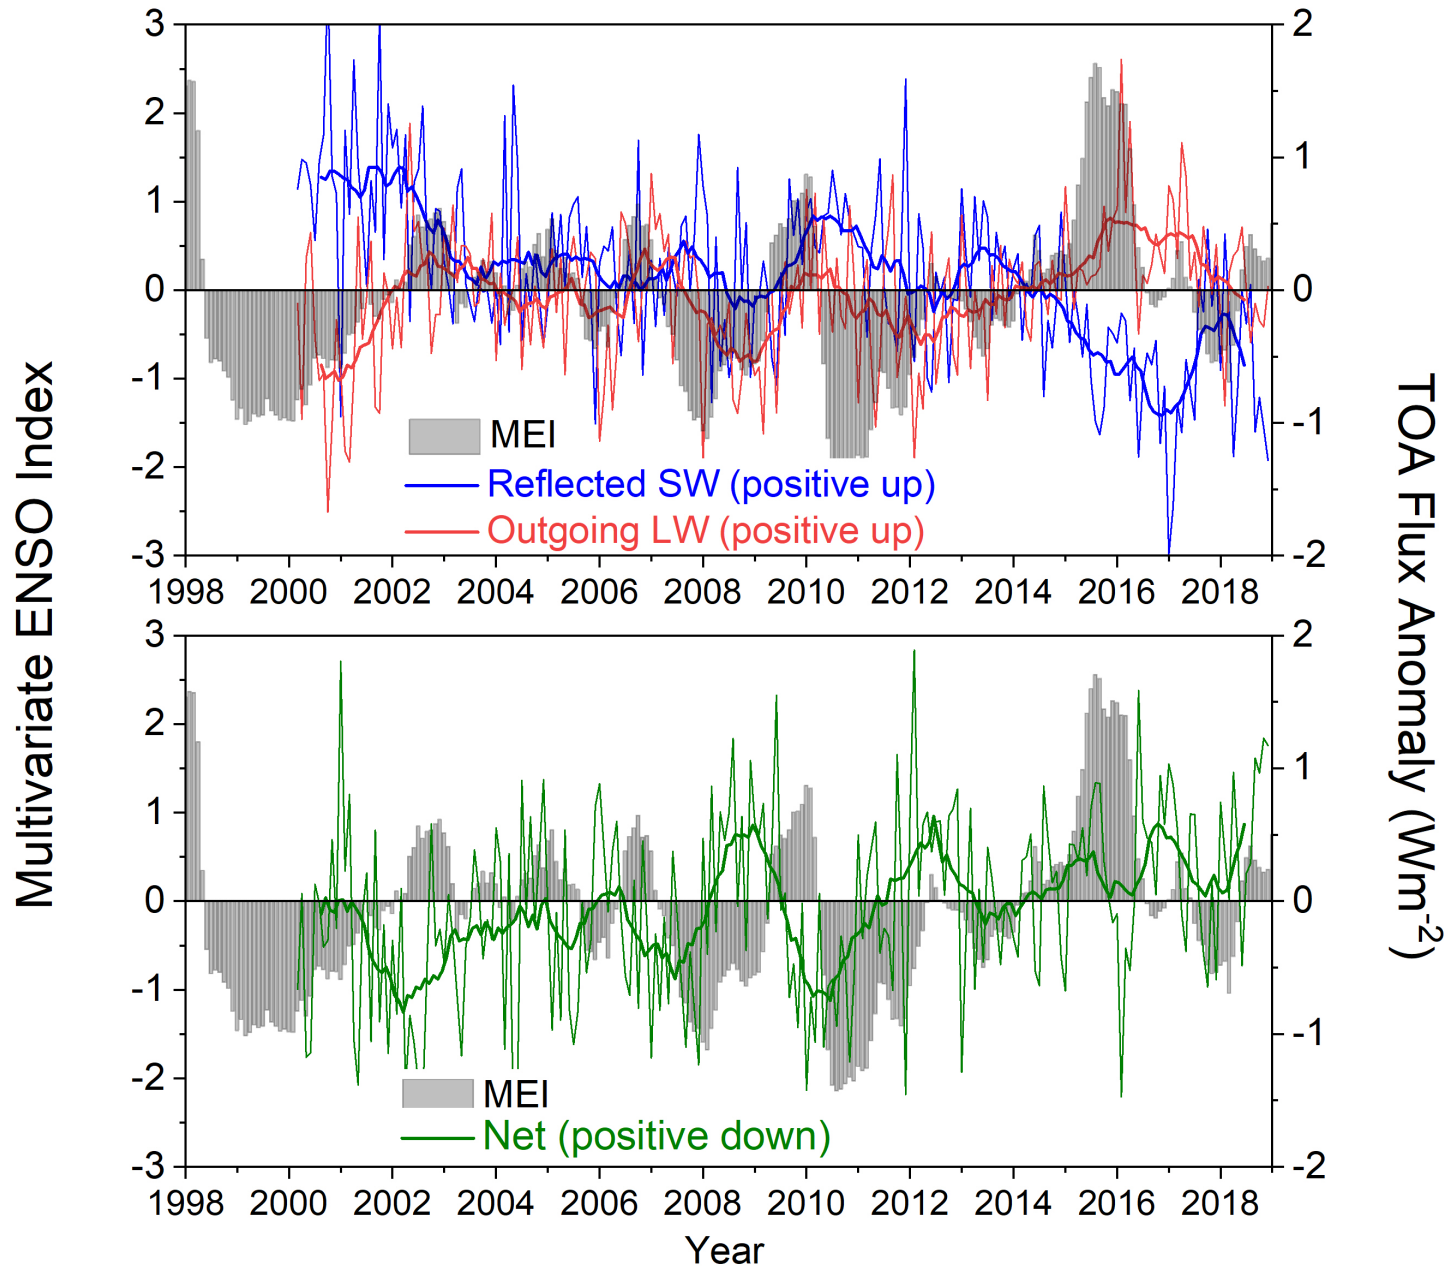 3
2
1
0
-1
-2
-3
2
1
0
-1
-2
MEI
Reflected SW (positive up)
Outgoing LW (positive up)
1998 2000 2002 2004 2006 2008 2010 2012 2014 2016 2018
Multivariate ENSO Index
TOA Flux Anomaly (Wm-2)
3
2
1
0
-1
-2
-3
2
1
0
-1
-2
MEI
Net (positive down)
1998 2000 2002 2004 2006 2008 2010 2012 2014 2016 2018
Year